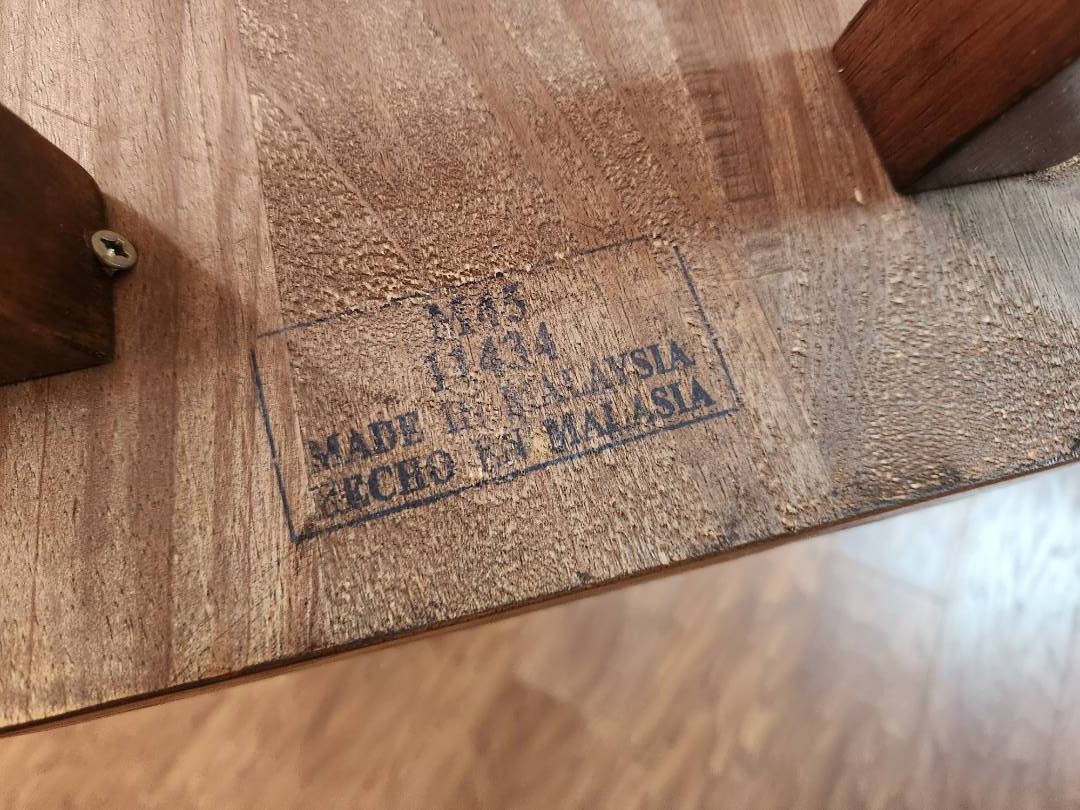 M45
11434
MADE IN MALAYSIA
HECHO EN MALASIA